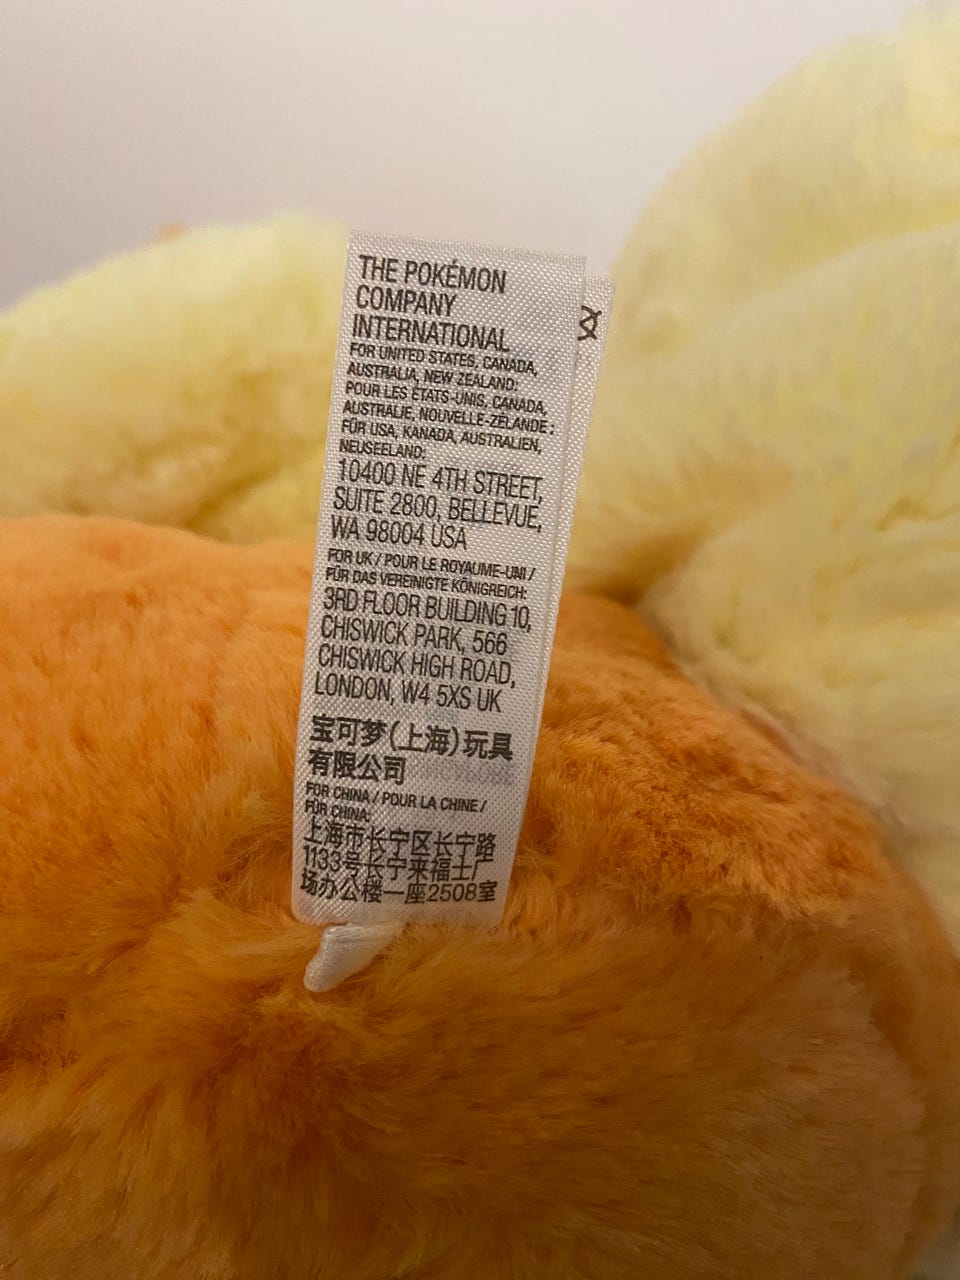 THE POKÉMON
COMPANY
INTERNATIONAL
FOR UNITED STATES, CANADA,
AUSTRALIA, NEW ZEALAND:
POUR LES ÉTATS-UNIS, CANADA,
AUSTRALIE, NOUVELLE-ZÉLANDE :
FÜR USA, KANADA, AUSTRALIEN,
NEUSEELAND:
10400 NE 4TH STREET,
SUITE 2800, BELLEVUE,
WA 98004 USA
FOR UK / POUR LE ROYAUME-UNI /
FÜR DAS VEREINIGTE KÖNIGREICH:
3RD FLOOR BUILDING 10,
CHISWICK PARK, 566
CHISWICK HIGH ROAD,
LONDON, W4 5XS UK
宝可梦(上海)玩具
有限公司
FOR CHINA / POUR LA CHINE /
FÜR CHINA:
上海市长宁区长宁路
1133号长宁来福士广
场办公楼一座2508室